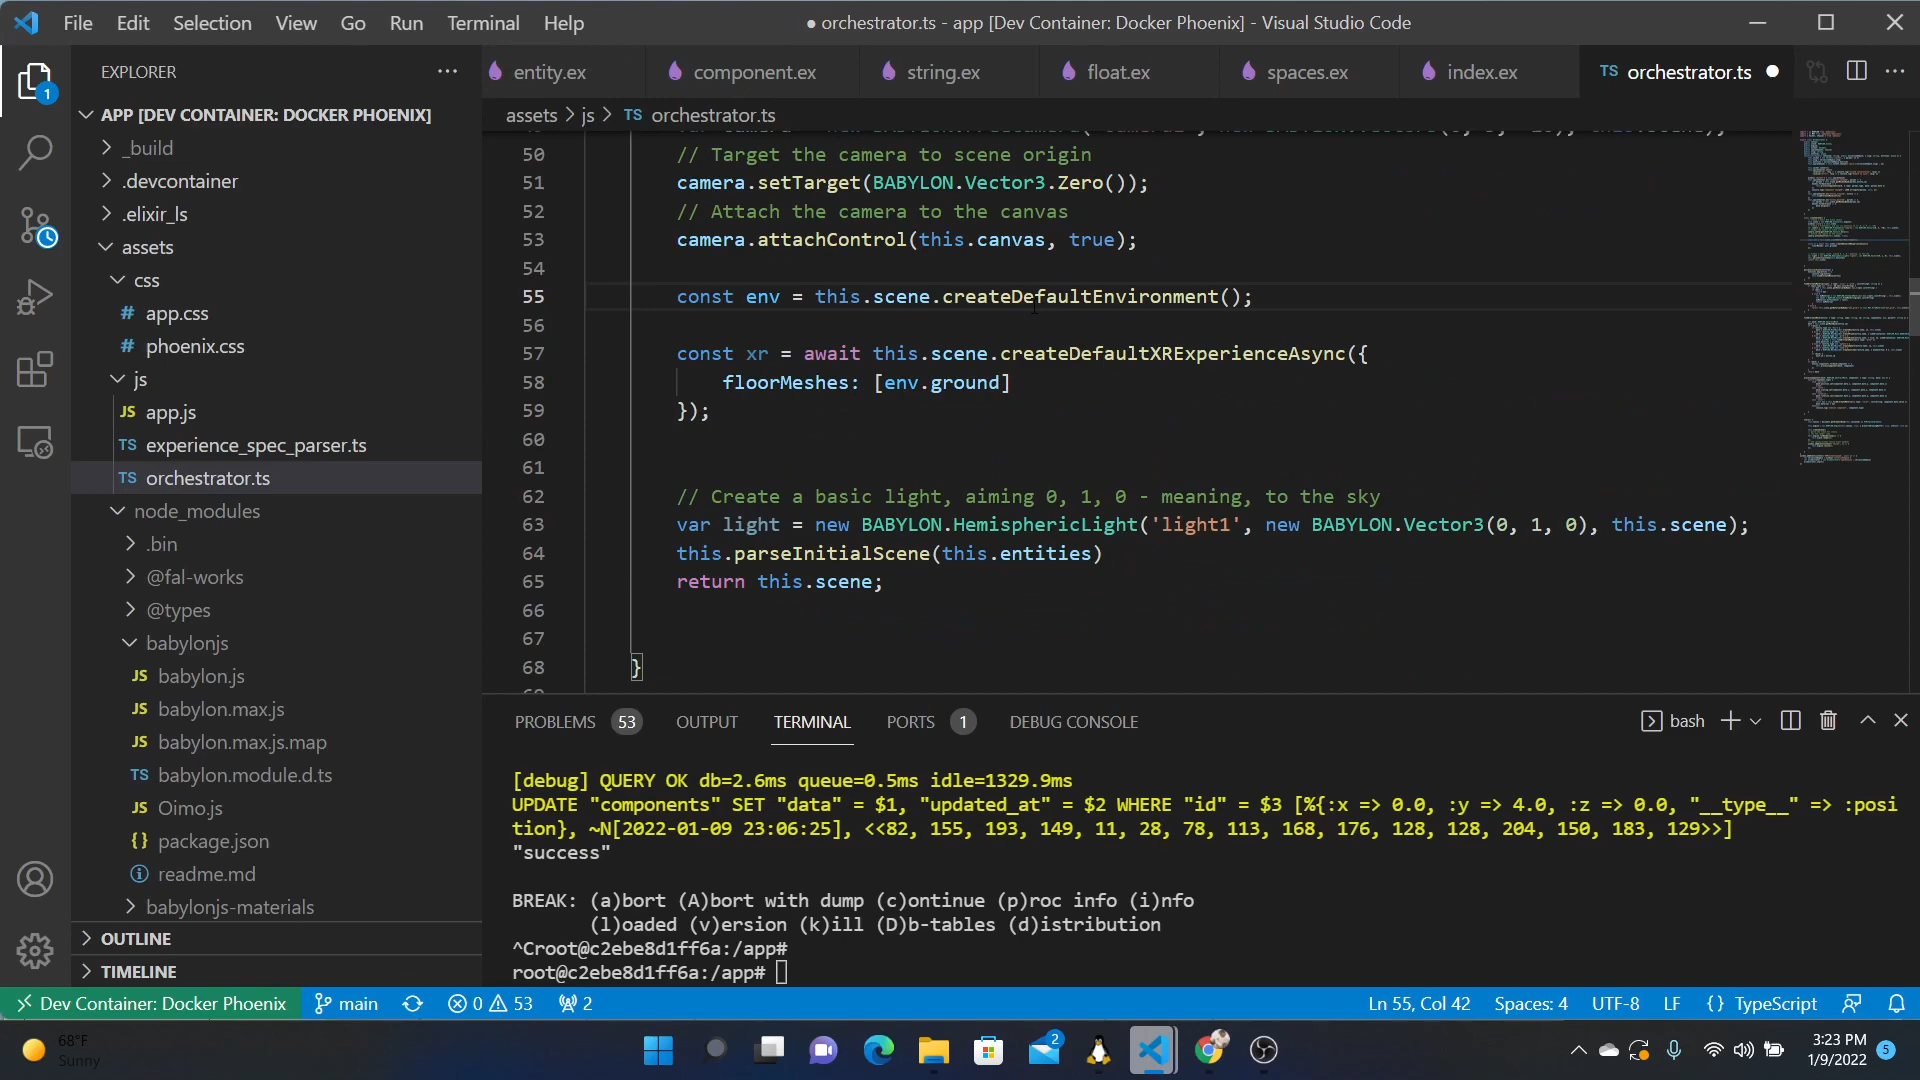 File Edit Selection View Go Run Terminal Help
● orchestrator.ts - app [Dev Container: Docker Phoenix] - Visual Studio Code
EXPLORER
entity.ex component.ex string.ex float.ex spaces.ex index.ex TS orchestrator.ts
1
APP [DEV CONTAINER: DOCKER PHOENIX]
_build
.devcontainer
.elixir_ls
assets
css
# app.css
# phoenix.css
js
JS app.js
TS experience_spec_parser.ts
TS orchestrator.ts
node_modules
.bin
@fal-works
@types
babylonjs
JS babylon.js
JS babylon.max.js
babylon.max.js.map
TS babylon.module.d.ts
JS Oimo.js
{} package.json
readme.md
babylonjs-materials
OUTLINE
TIMELINE
assets > js > TS orchestrator.ts
50 // Target the camera to scene origin
51 camera.setTarget(BABYLON.Vector3.Zero());
52 // Attach the camera to the canvas
53 camera.attachControl(this.canvas, true);
54
55 const env = this.scene.createDefaultEnvironment();
56
57 const xr = await this.scene.createDefaultXRExperienceAsync({
58 floorMeshes: [env.ground]
59 });
60
61
62 // Create a basic light, aiming 0, 1, 0 - meaning, to the sky
63 var light = new BABYLON.HemisphericLight('light1', new BABYLON.Vector3(0, 1, 0), this.scene);
64 this.parseInitialScene(this.entities)
65 return this.scene;
66
67
68 }
PROBLEMS 53 OUTPUT TERMINAL PORTS 1 DEBUG CONSOLE
bash
[debug] QUERY OK db=2.6ms queue=0.5ms idle=1329.9ms
UPDATE "components" SET "data" = $1, "updated_at" = $2 WHERE "id" = $3 [%{:x => 0.0, :y => 4.0, :z => 0.0, "__type__" => :posi
tion}, ~N[2022-01-09 23:06:25], <<82, 155, 193, 149, 11, 28, 78, 113, 168, 176, 128, 128, 204, 150, 183, 129>>]
"success"
BREAK: (a)bort (A)bort with dump (c)ontinue (p)roc info (i)nfo
(l)oaded (v)ersion (k)ill (D)b-tables (d)istribution
^Croot@c2ebe8d1ff6a:/app#
root@c2ebe8d1ff6a:/app#
Dev Container: Docker Phoenix main 0 53 2
Ln 55, Col 42 Spaces: 4 UTF-8 LF {} TypeScript
68°F
Sunny
2
3:23 PM
1/9/2022
5